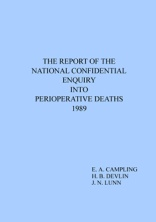 THE REPORT OF THE
NATIONAL CONFIDENTIAL
ENQUIRY
INTO
PERIOPERATIVE DEATHS
1989
E. A. CAMPLING
H. B. DEVLIN
J. N. LUNN